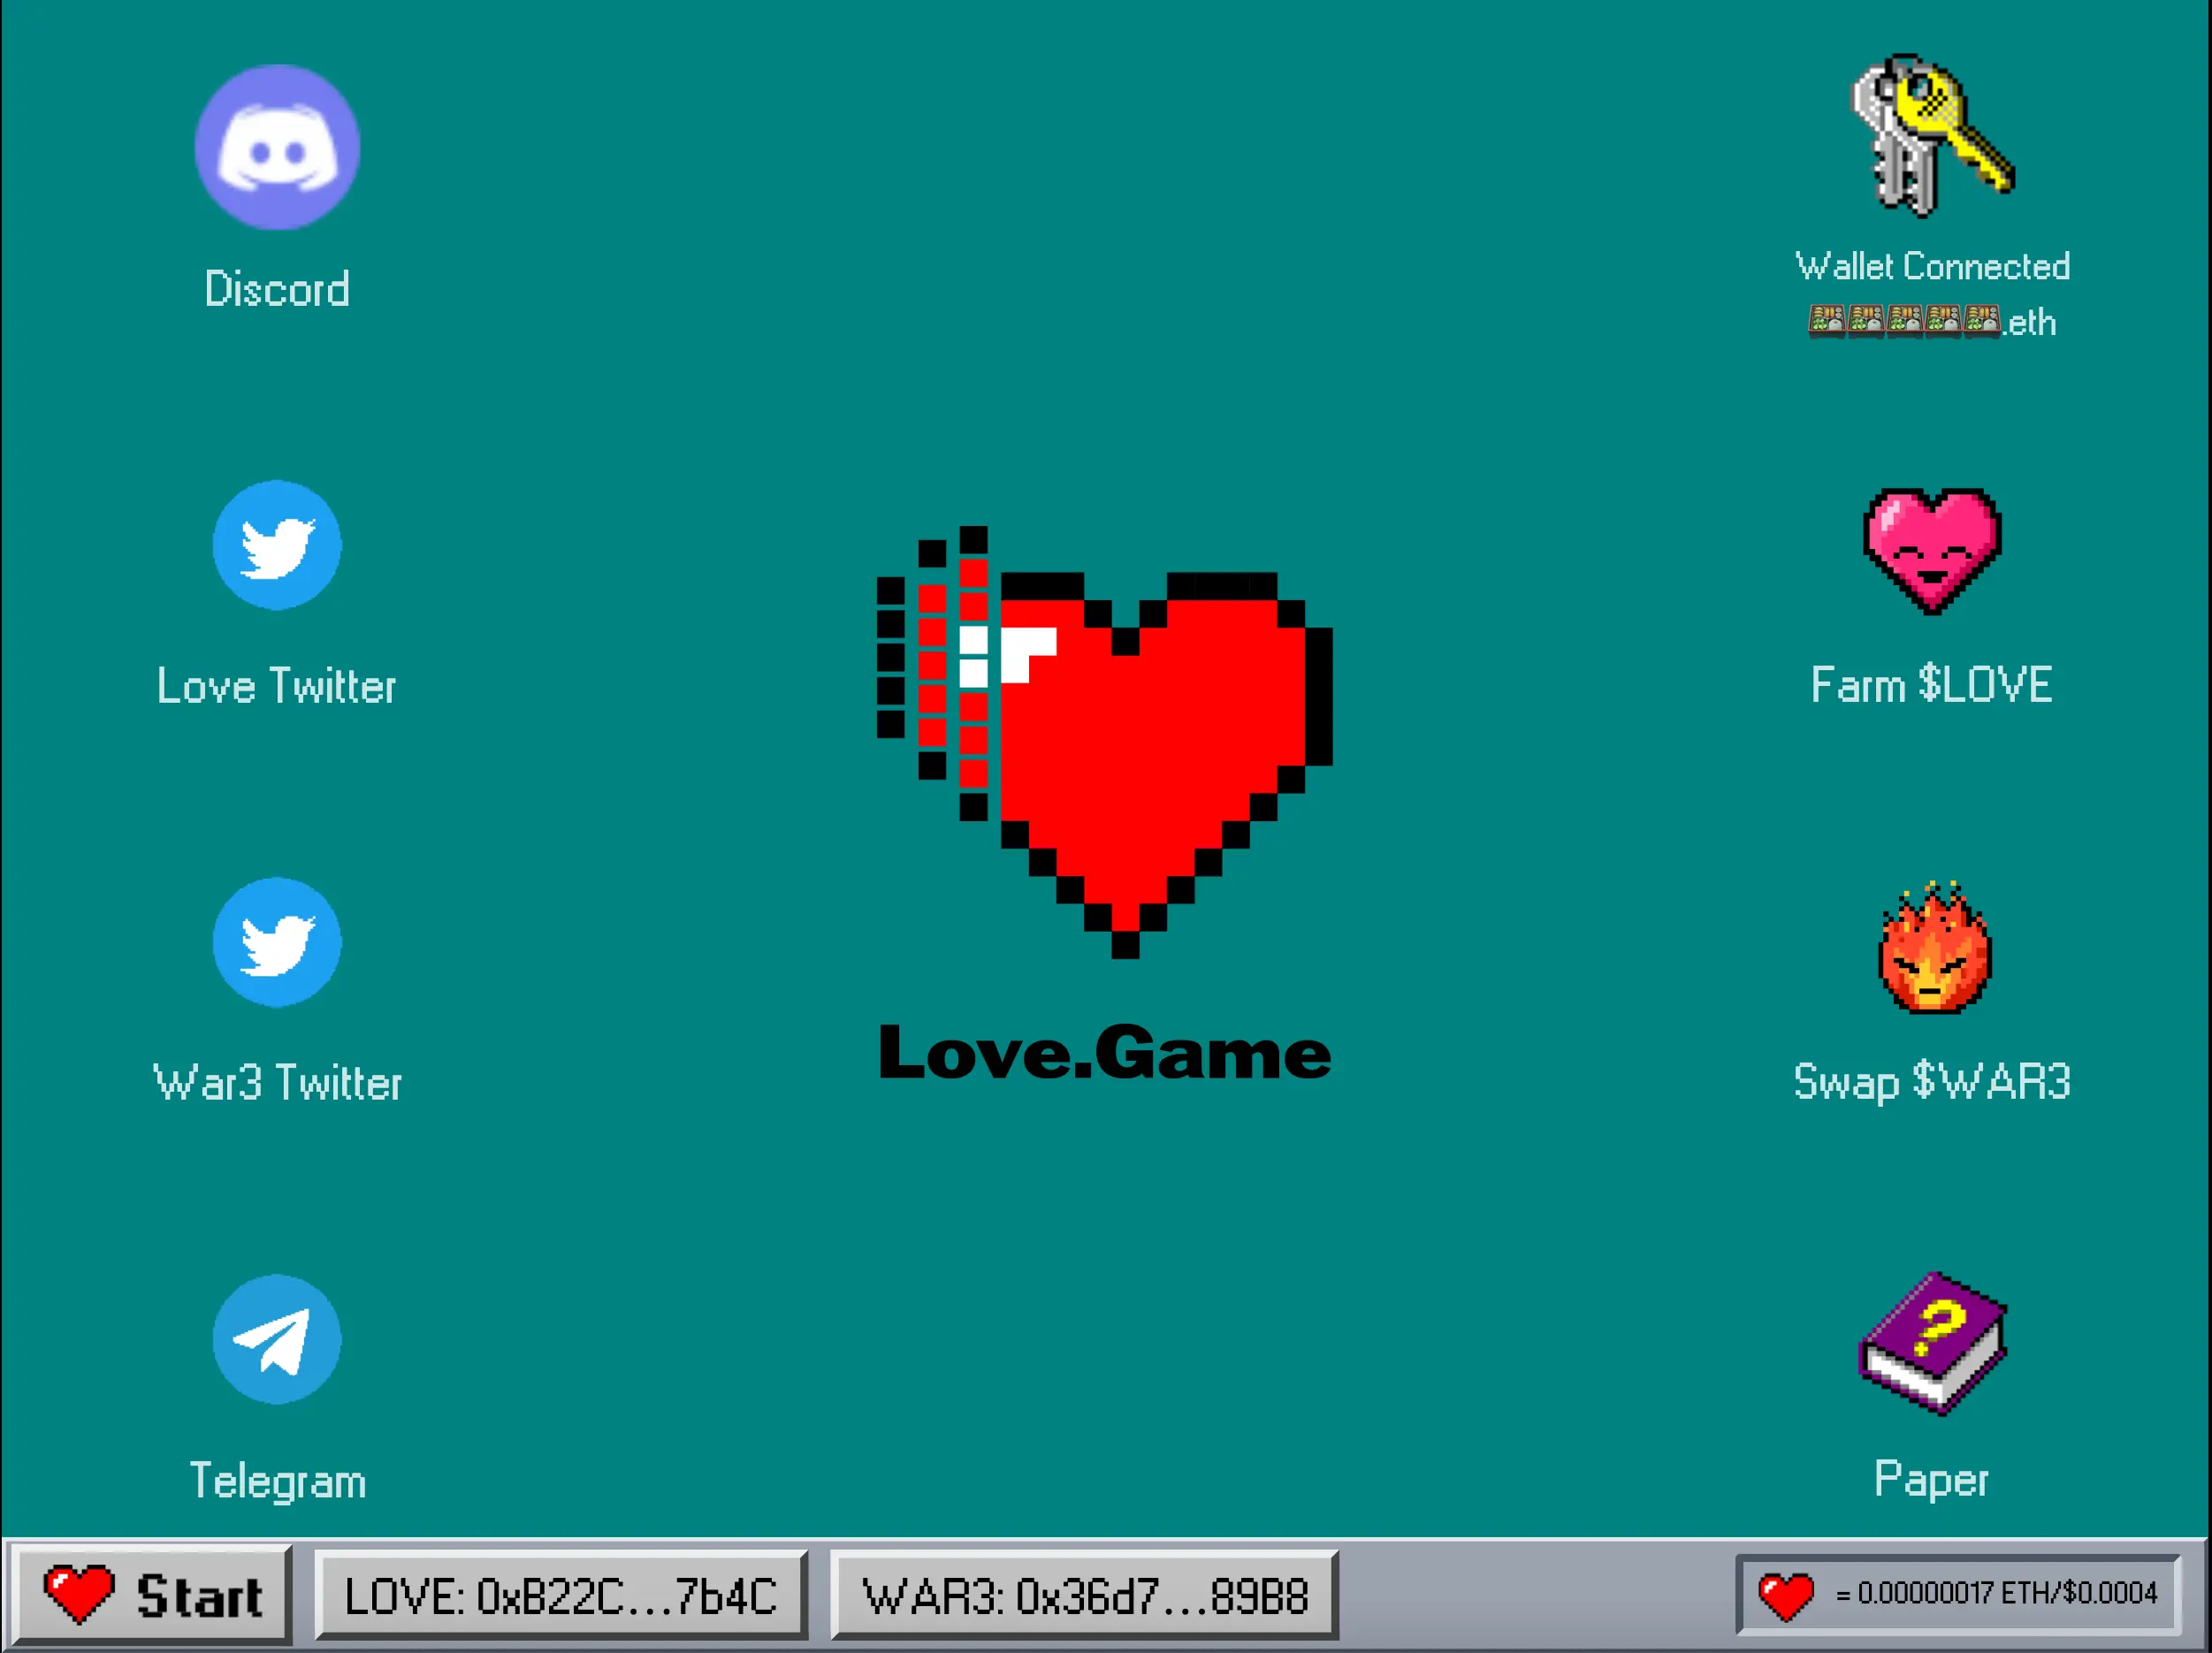 Discord
Wallet Connected
🍱🍱🍱🍱🍱.eth
Love Twitter
Farm $LOVE
War3 Twitter
Love.Game
Swap $WAR3
?
Telegram
Paper
Start
LOVE: 0xB22C...7b4C
WAR3: 0x36d7...89B8
= 0.00000017 ETH/$0.0004